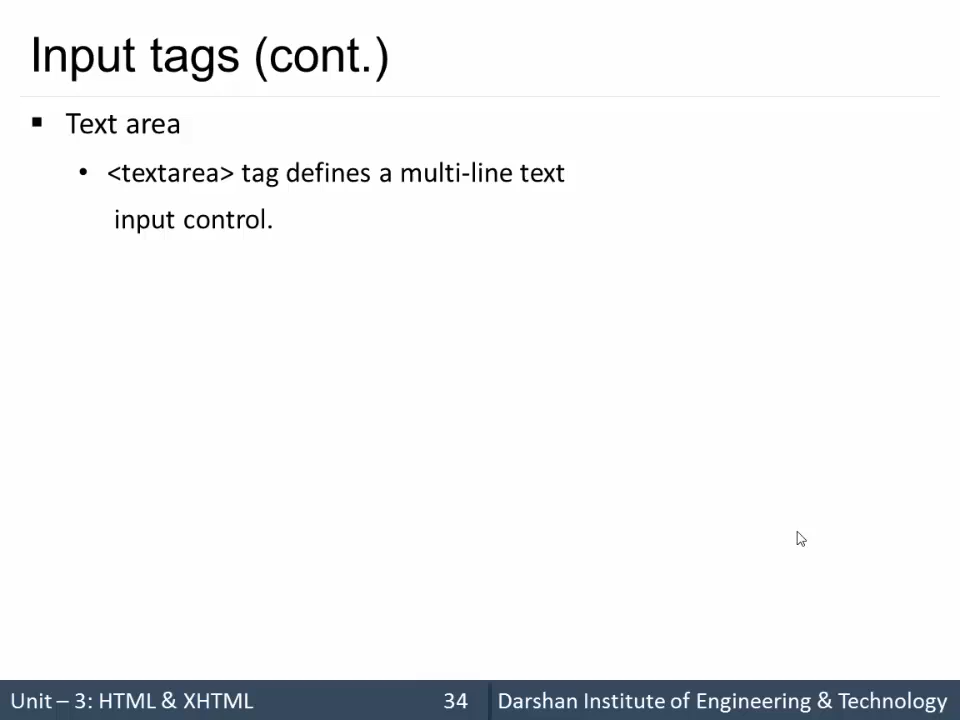 Input tags (cont.)
▪ Text area
• <textarea> tag defines a multi-line text
input control.
Unit – 3: HTML & XHTML 34 Darshan Institute of Engineering & Technology